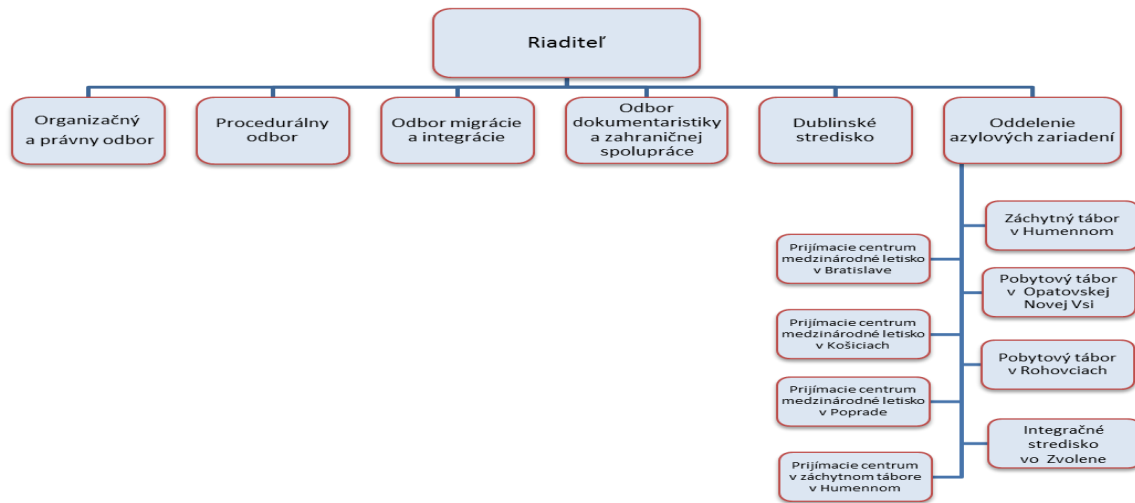 Riaditeľ
Organizačný
a právny odbor
Procedurálny
odbor
Odbor migrácie
a integrácie
Odbor
dokumentaristiky
a zahraničnej
spolupráce
Dublinské
stredisko
Oddelenie
azylových zariadení
Záchytný tábor
v Humennom
Prijímacie centrum
medzinárodné letisko
v Bratislave
Pobytový tábor
v Opatovskej
Novej Vsi
Prijímacie centrum
medzinárodné letisko
v Košiciach
Pobytový tábor
v Rohovciach
Prijímacie centrum
medzinárodné letisko
v Poprade
Integračné
stredisko
vo Zvolene
Prijímacie centrum
v záchytnom tábore
v Humennom